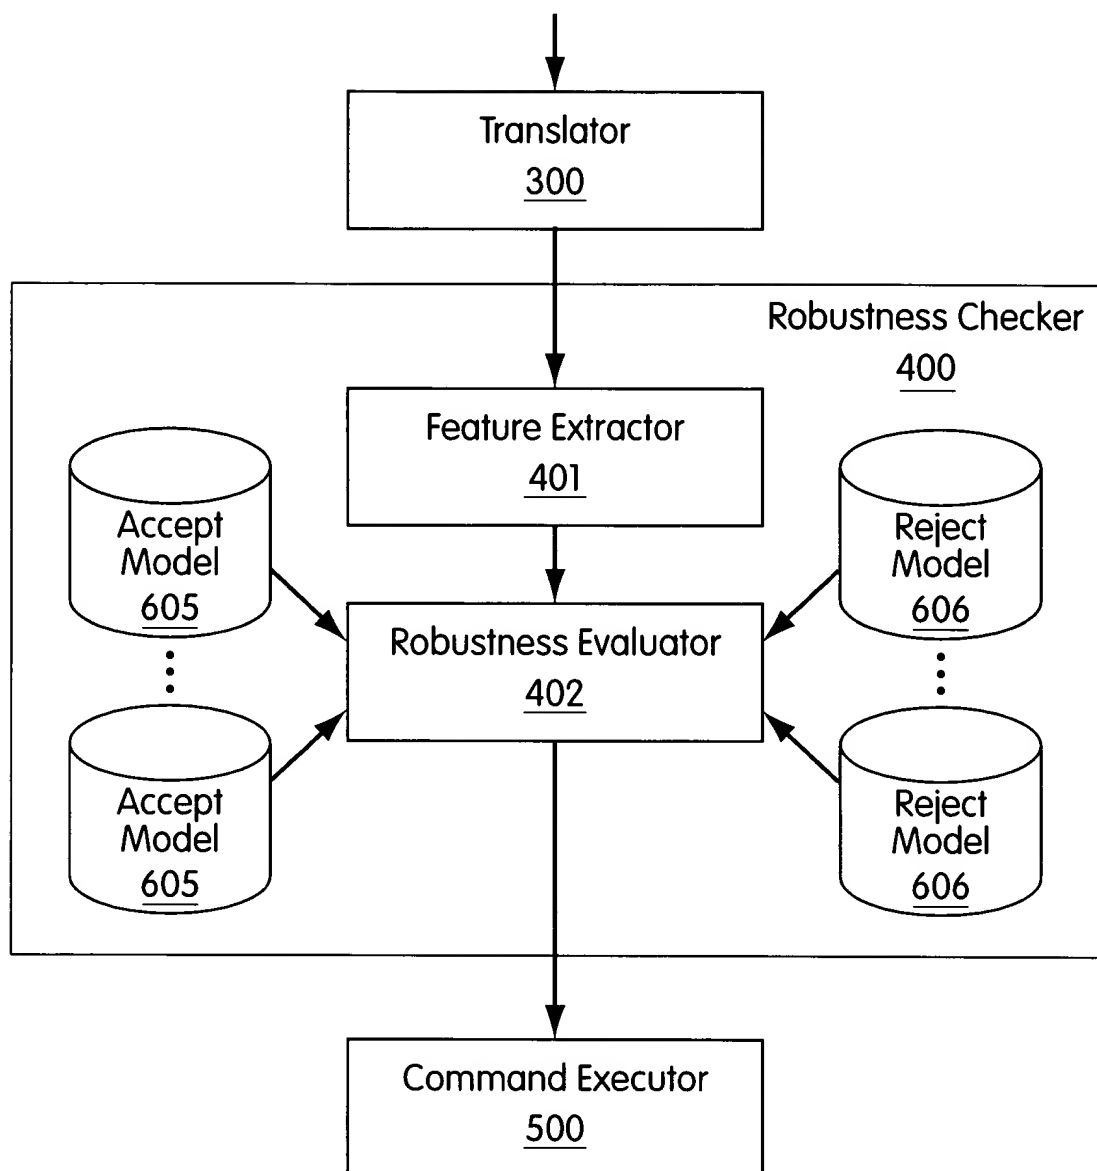 Translator
300
Robustness Checker
400
Feature Extractor
401
Accept
Model
605
Reject
Model
606
Robustness Evaluator
402
Accept
Model
605
Reject
Model
606
Command Executor
500